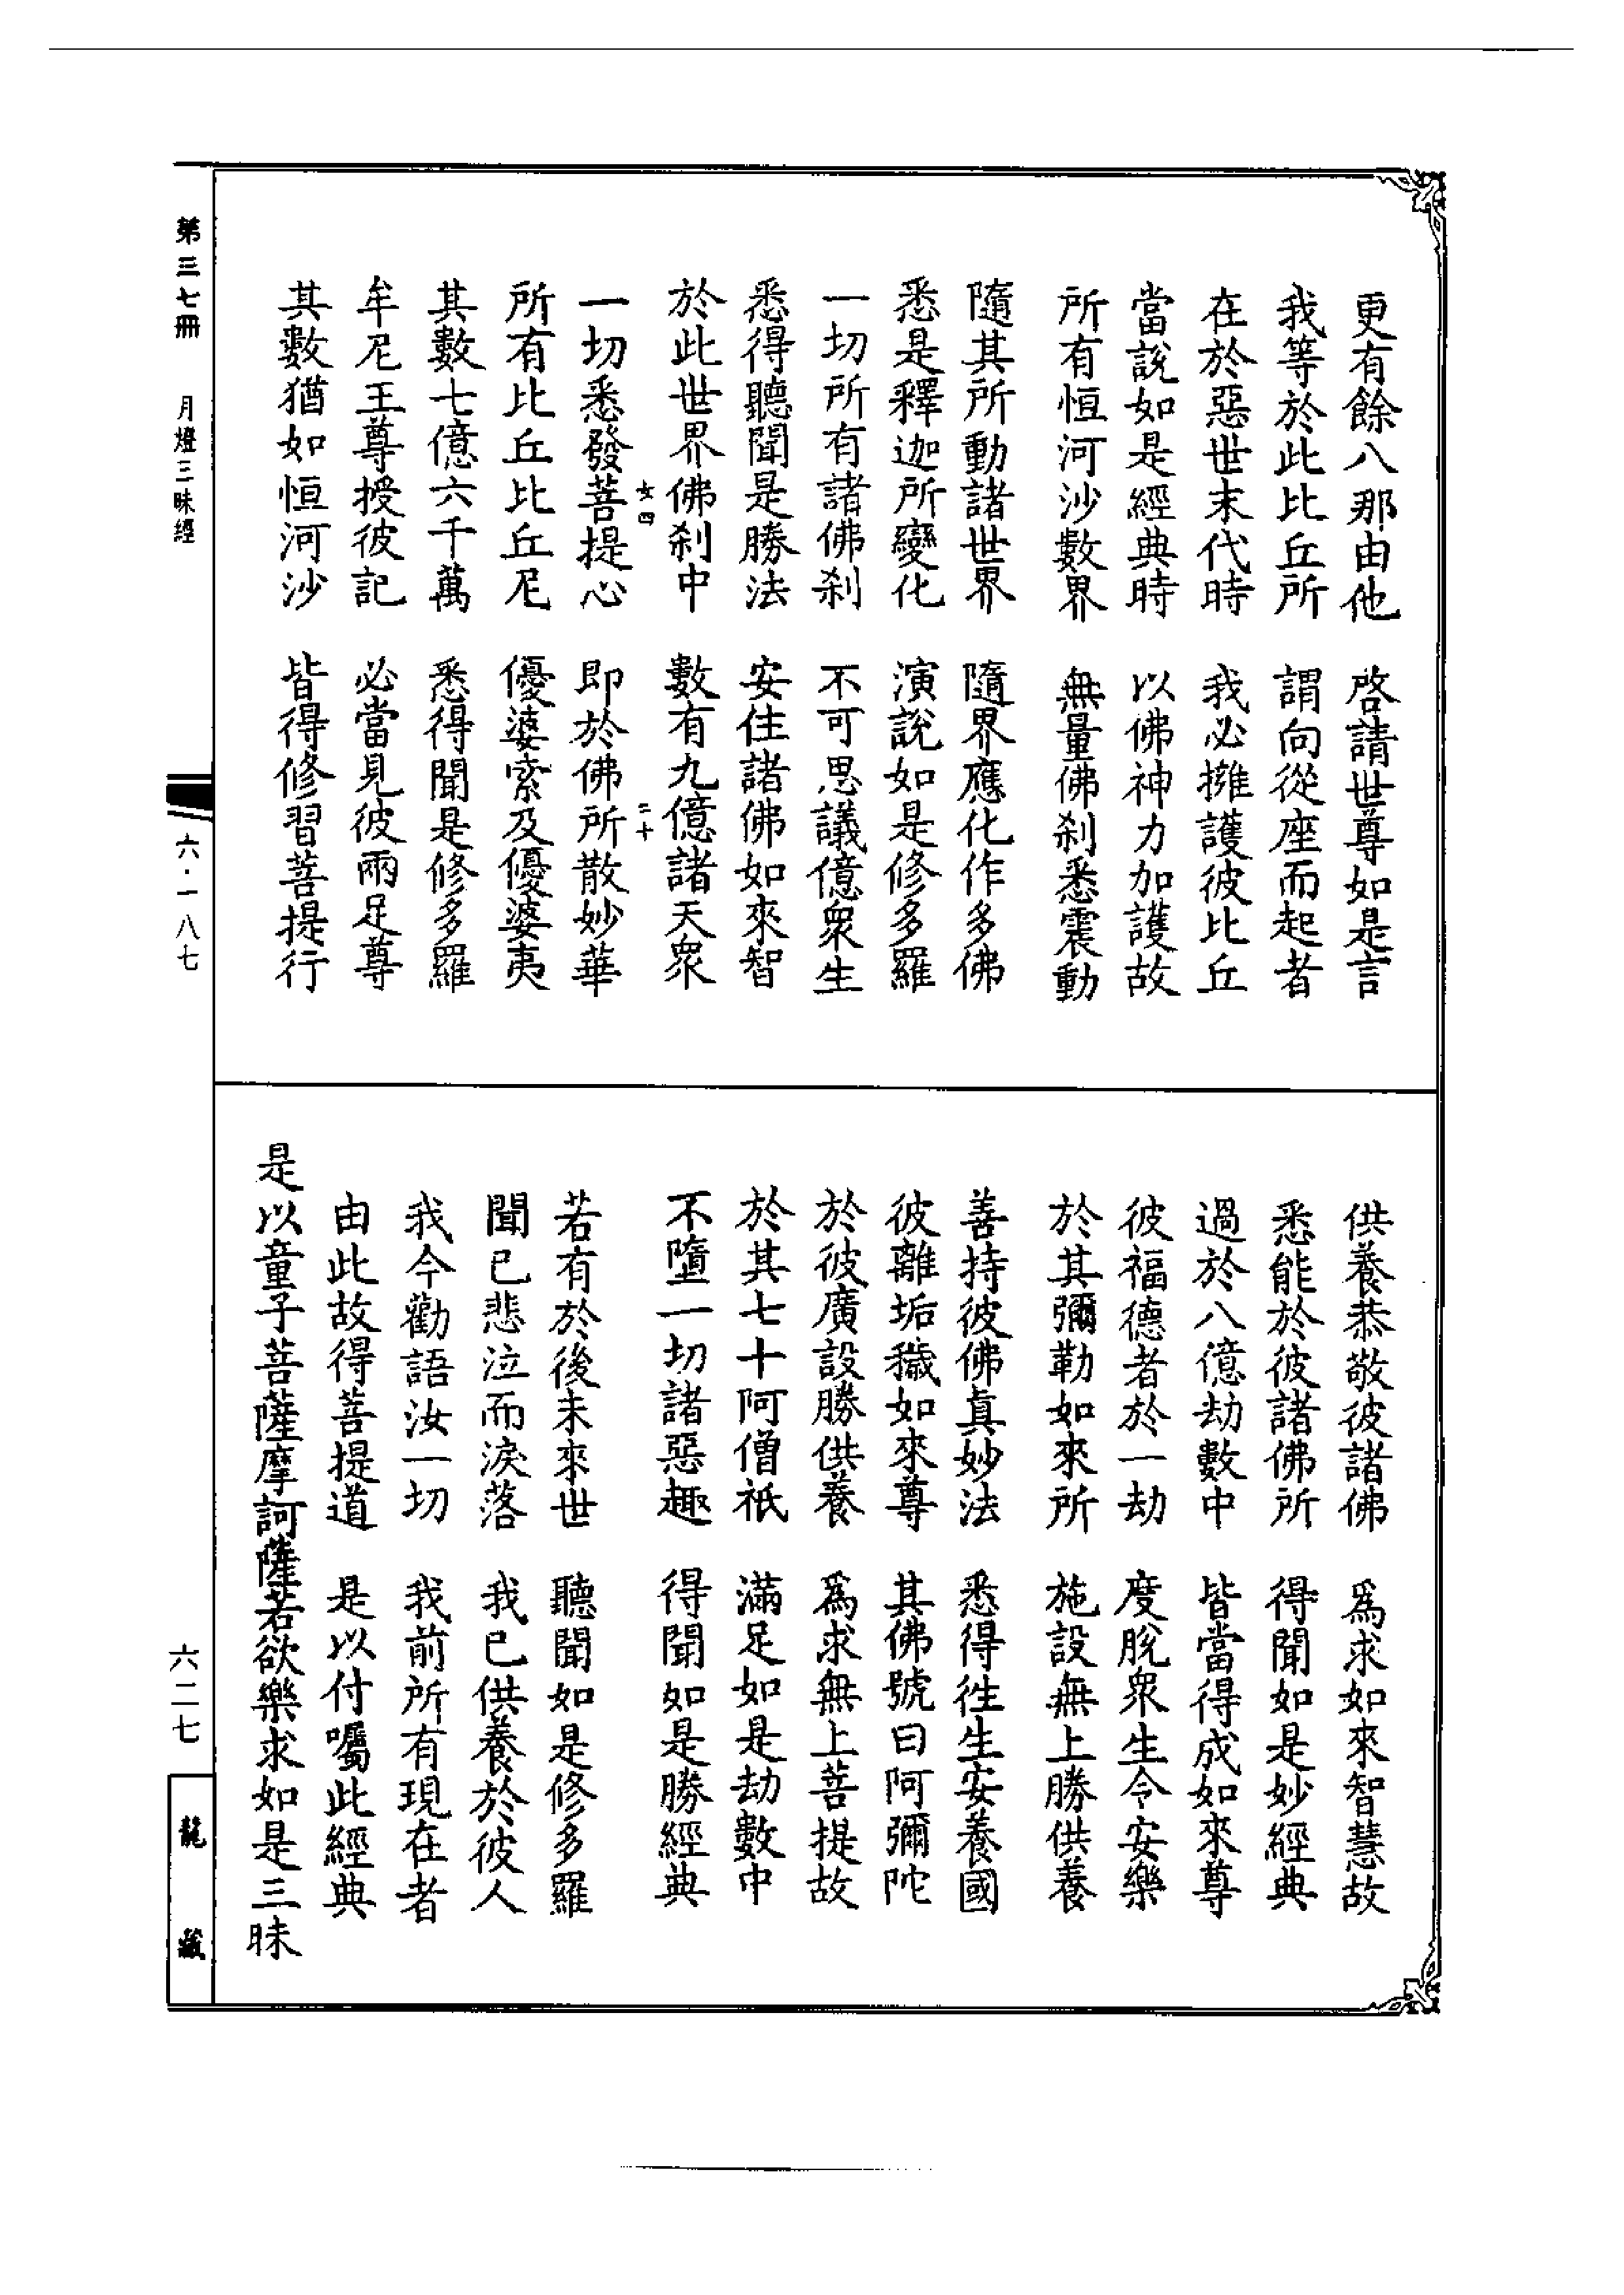 更有餘八那由他　啓請世尊如是言
我等於此比丘所　謂向從座而起者
在於惡世末代時　我必擁護彼比丘
當說如是經典時　以佛神力加護故
所有恒河沙數界　無量佛刹悉震動
隨其所動諸世界　隨界應化作多佛
悉是釋迦所變化　演說如是修多羅
一切所有諸佛刹　不可思議億衆生
悉得聽聞是勝法　安住諸佛如來智
於此世界佛刹中　數有九億諸天衆
女四　二十
一切悉發菩提心　即於佛所散妙華
所有比丘比丘尼　優婆索及優婆夷
其數七億六千萬　悉得聞是修多羅
牟尼王尊授彼記　必當見彼兩足尊
其數猶如恒河沙　皆得修習菩提行
供養恭敬彼諸佛　爲求如來智慧故
悉能於彼諸佛所　得聞如是妙經典
過於八億劫數中　皆當得成如來尊
彼福德者於一劫　度脫衆生令安樂
於其彌勒如來所　施設無上勝供養
善持彼佛真妙法　悉得徃生安養國
彼離垢穢如來尊　其佛號曰阿彌陀
於彼廣設勝供養　爲求無上菩提故
於其七十阿僧祇　滿足如是劫數中
不墮一切諸惡趣　得聞如是勝經典
若有於後末來世　聽聞如是修多羅
聞已悲泣而淚落　我已供養於彼人
我今勸語汝一切　我前所有現在者
由此故得菩提道　是以付囑此經典
是以童子菩薩摩訶薩若欲樂求如是三昧
第三七冊　月燈三昧經
六·一八七
六二七
龍藏